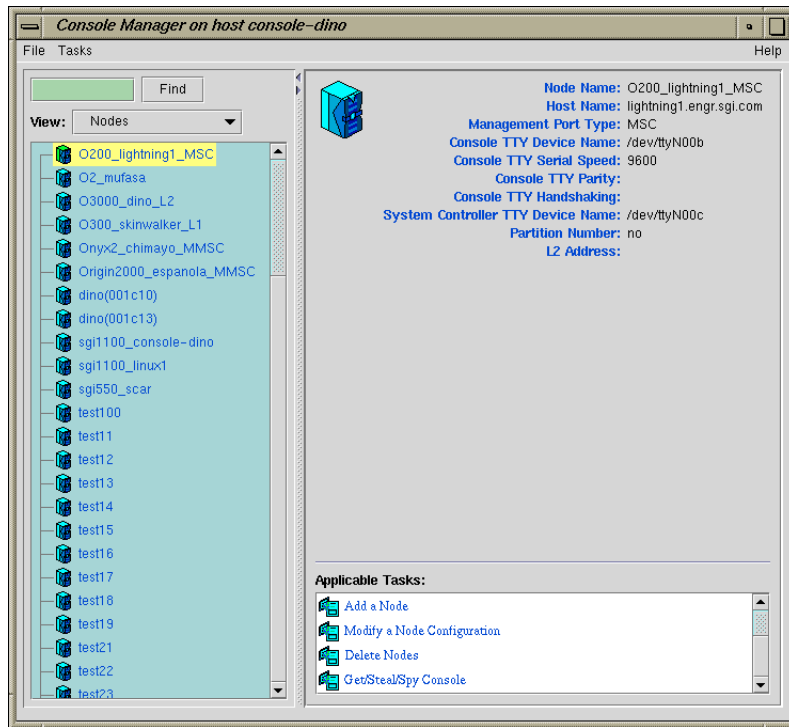 Console Manager on host console-dino
File Tasks Help
Find
View: Nodes
O200_lightning1_MSC
O2_mufasa
O3000_dino_L2
O300_skinwalker_L1
Onyx2_chimayo_MMSC
Origin2000_espanola_MMSC
dino(001c10)
dino(001c13)
sgi1100_console-dino
sgi1100_linux1
sgi550_scar
test100
test11
test12
test13
test14
test15
test16
test17
test18
test19
test21
test22
test23
Node Name: O200_lightning1_MSC
Host Name: lightning1.engr.sgi.com
Management Port Type: MSC
Console TTY Device Name: /dev/ttyN00b
Console TTY Serial Speed: 9600
Console TTY Parity:
Console TTY Handshaking:
System Controller TTY Device Name: /dev/ttyN00c
Partition Number: no
L2 Address:
Applicable Tasks:
Add a Node
Modify a Node Configuration
Delete Nodes
Get/Steal/Spy Console